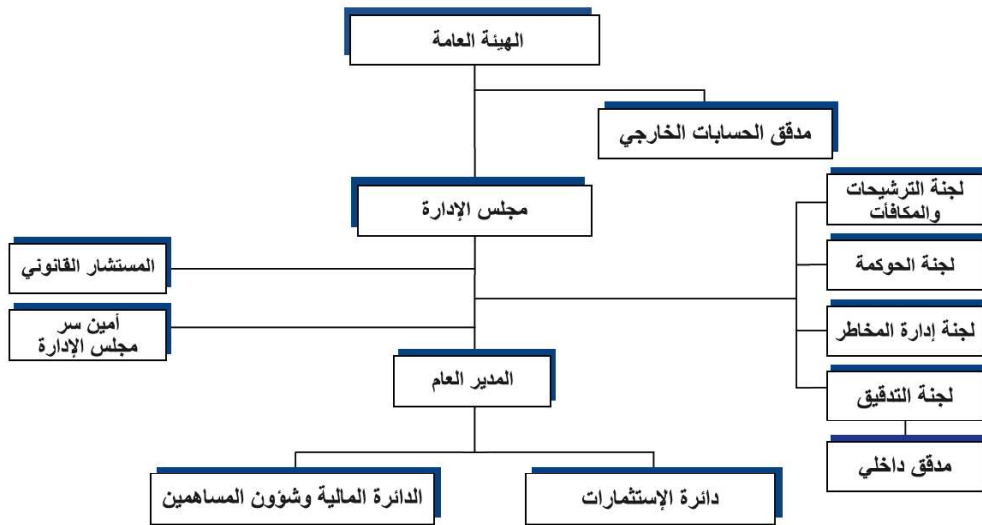 الهيئة العامة
مدقق الحسابات الخارجي
مجلس الإدارة
لجنة الترشيحات
والمكافأت
المستشار القانوني
لجنة الحوكمة
أمين سر
مجلس الإدارة
لجنة إدارة المخاطر
المدير العام
لجنة التدقيق
مدقق داخلي
دائرة الإستثمارات
الدائرة المالية وشؤون المساهمين